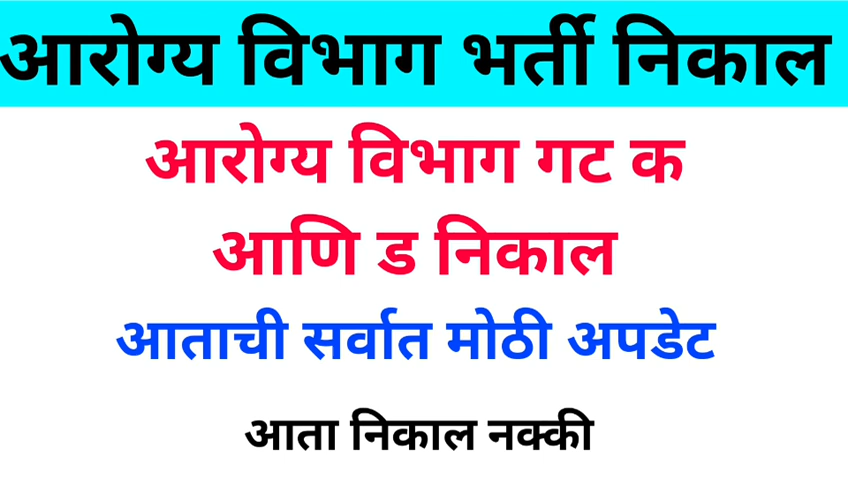 आरोग्य विभाग भर्ती निकाल
आरोग्य विभाग गट क
आणि ड निकाल
आताची सर्वात मोठी अपडेट
आता निकाल नक्की